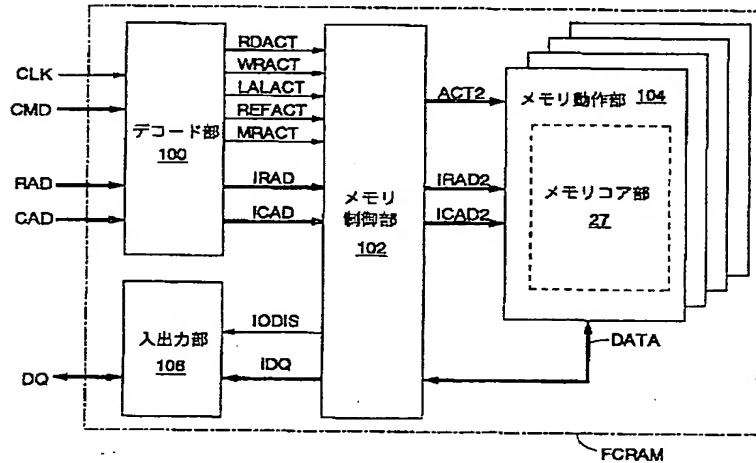 CLK
CMD
RAD
CAD
DQ
デコード部
100
RDACT
WRACT
LALACT
REFACT
MRACT
IRAD
ICAD
メモリ
制御部
102
ACT2
IRAD2
ICAD2
メモリ動作部 104
メモリコア部
27
入出力部
106
IODIS
IDQ
DATA
FCRAM